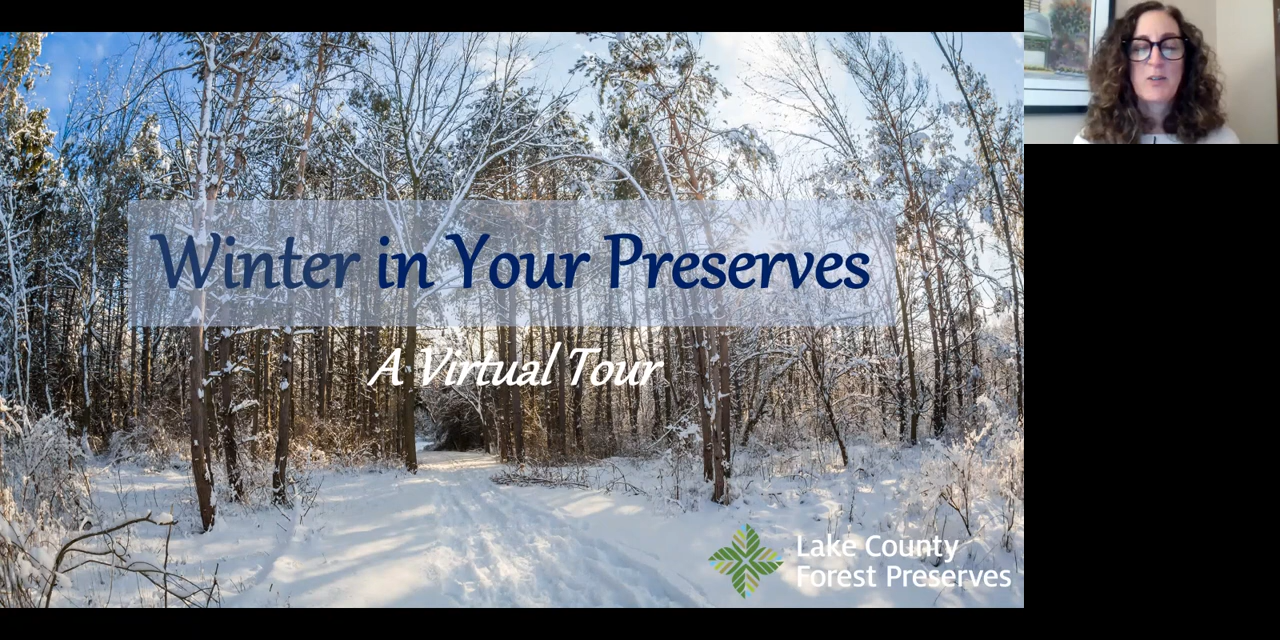 Winter in Your Preserves
A Virtual Tour
Lake County
Forest Preserves